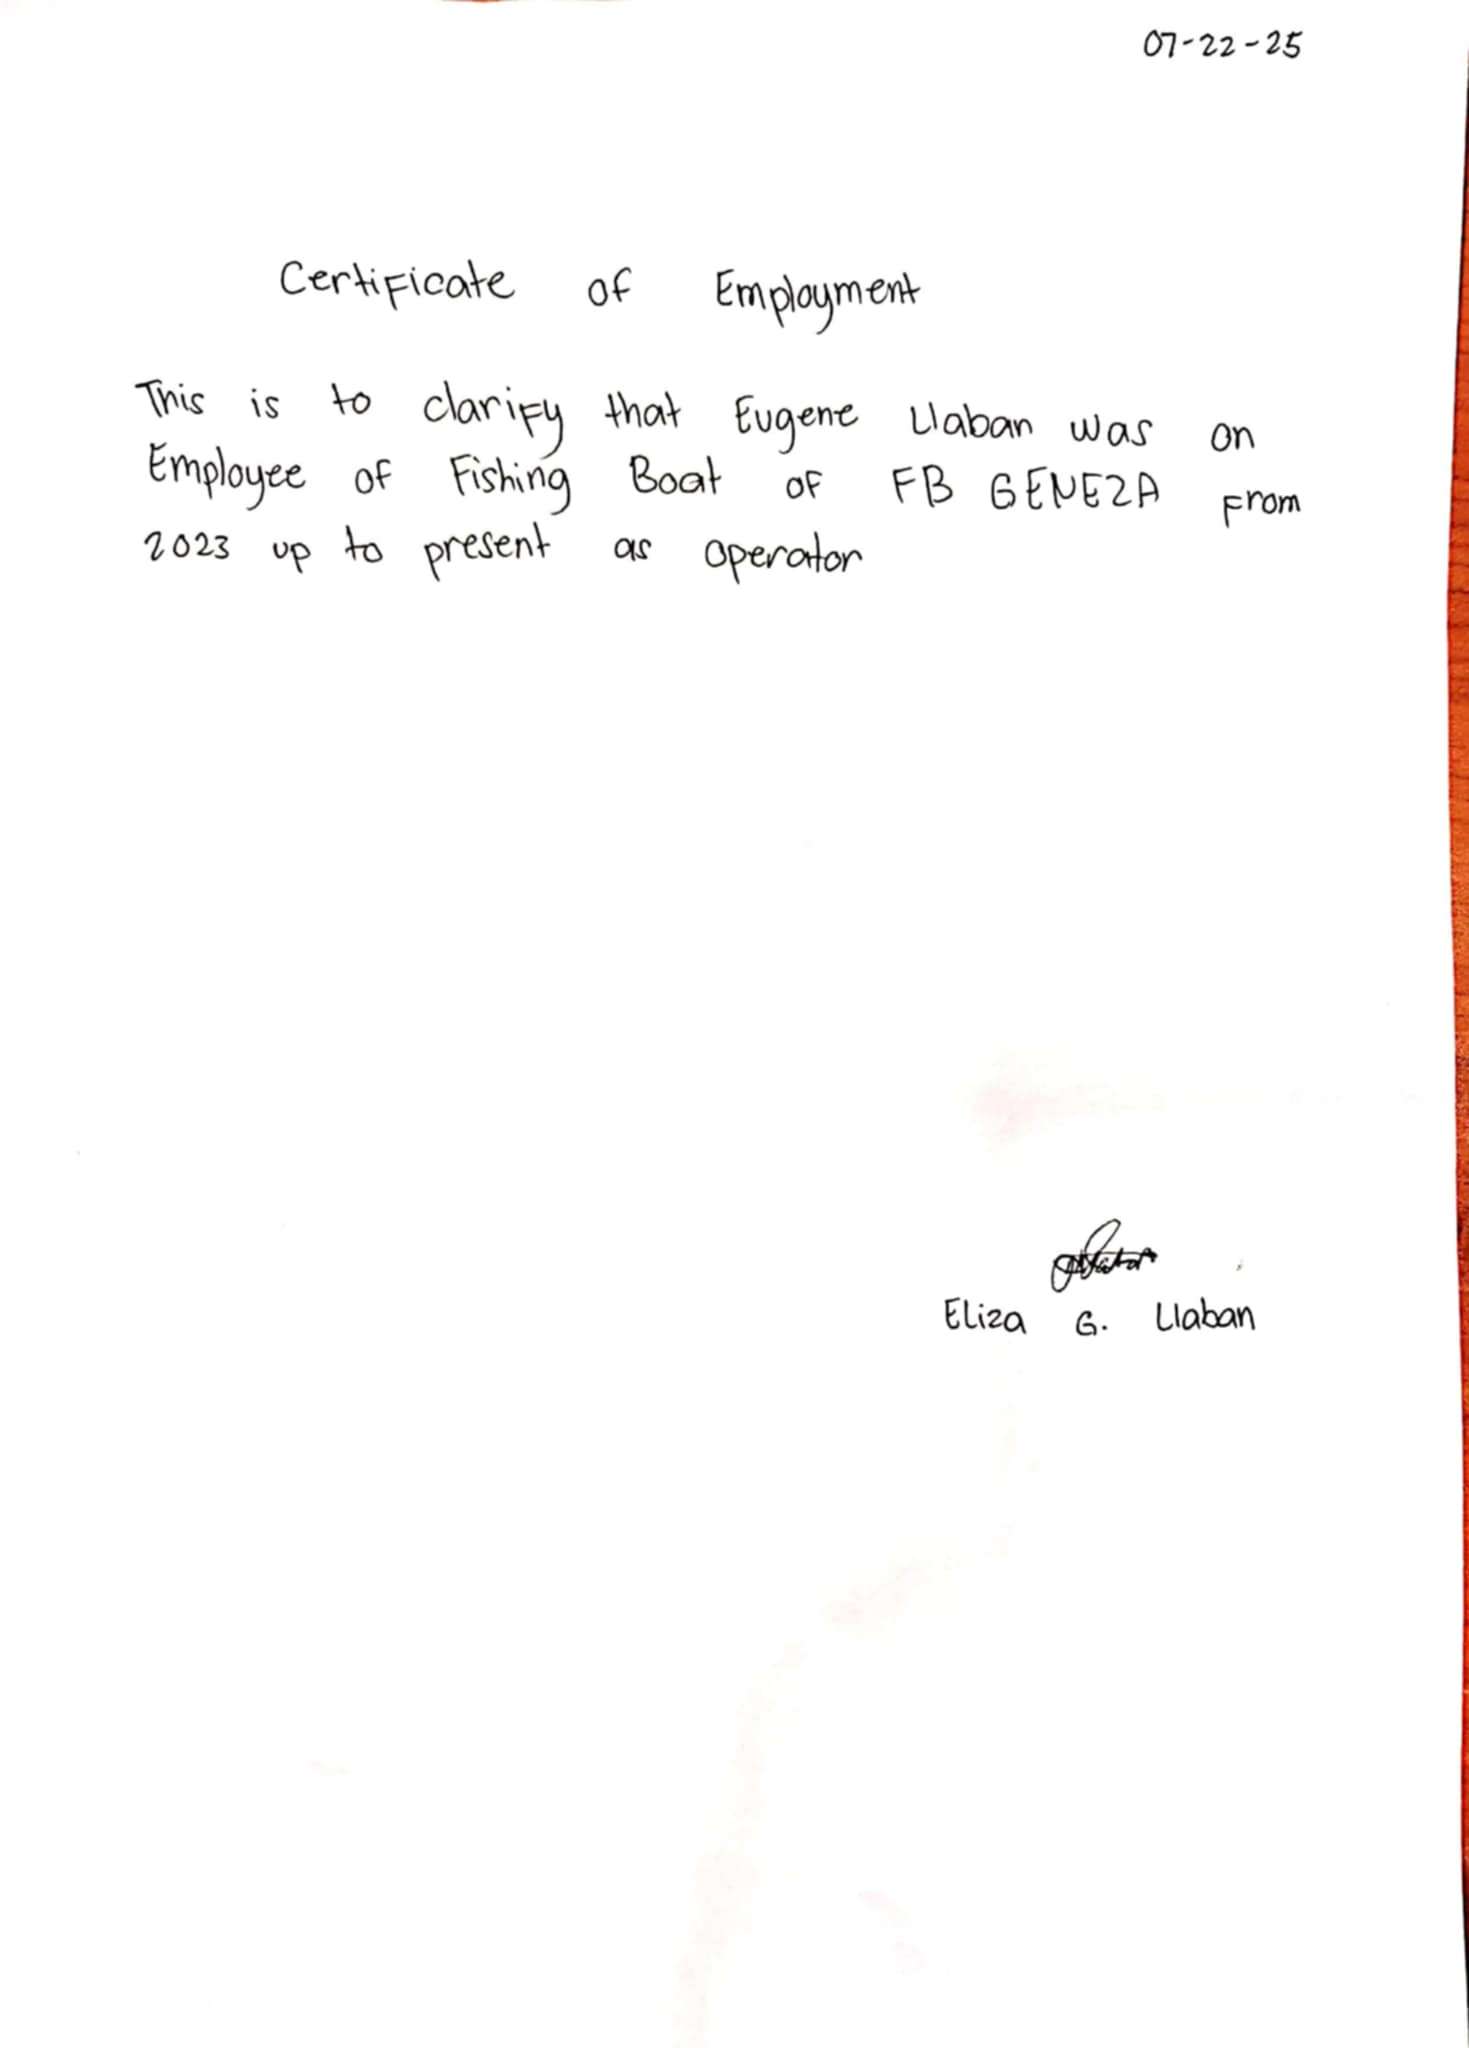 07-22-25
Certificate of Employment
This is to clarify that Eugene Llaban was on
Employee of Fishing Boat of FB GENEZA From
2023 up to present as operator
Eliza G. Llaban